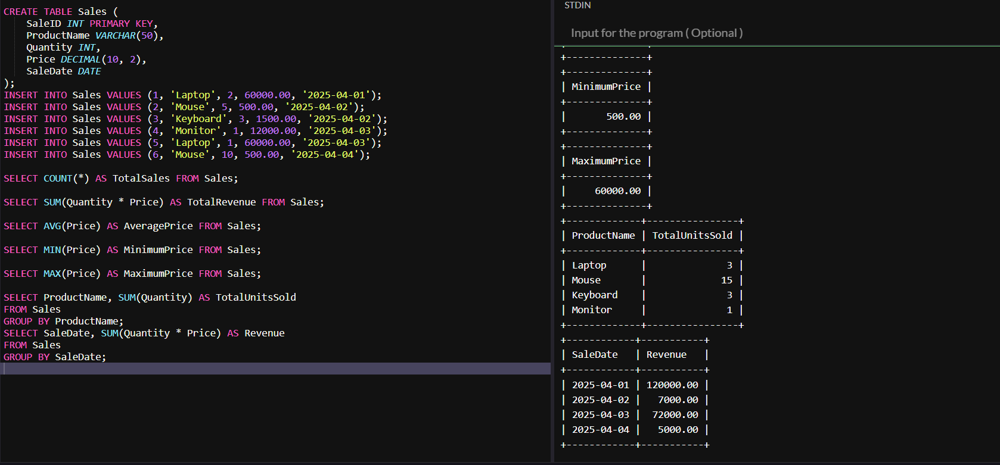 CREATE TABLE Sales (
    SaleID INT PRIMARY KEY,
    ProductName VARCHAR(50),
    Quantity INT,
    Price DECIMAL(10, 2),
    SaleDate DATE
);
INSERT INTO Sales VALUES (1, 'Laptop', 2, 60000.00, '2025-04-01');
INSERT INTO Sales VALUES (2, 'Mouse', 5, 500.00, '2025-04-02');
INSERT INTO Sales VALUES (3, 'Keyboard', 3, 1500.00, '2025-04-02');
INSERT INTO Sales VALUES (4, 'Monitor', 1, 12000.00, '2025-04-03');
INSERT INTO Sales VALUES (5, 'Laptop', 1, 60000.00, '2025-04-03');
INSERT INTO Sales VALUES (6, 'Mouse', 10, 500.00, '2025-04-04');
SELECT COUNT(*) AS TotalSales FROM Sales;
SELECT SUM(Quantity * Price) AS TotalRevenue FROM Sales;
SELECT AVG(Price) AS AveragePrice FROM Sales;
SELECT MIN(Price) AS MinimumPrice FROM Sales;
SELECT MAX(Price) AS MaximumPrice FROM Sales;
SELECT ProductName, SUM(Quantity) AS TotalUnitsSold
FROM Sales
GROUP BY ProductName;
SELECT SaleDate, SUM(Quantity * Price) AS Revenue
FROM Sales
GROUP BY SaleDate;
STDIN
Input for the program ( Optional )
+--------------+
+--------------+
| MinimumPrice |
+--------------+
|       500.00 |
+--------------+
+--------------+
| MaximumPrice |
+--------------+
|     60000.00 |
+--------------+
+-------------+----------------+
| ProductName | TotalUnitsSold |
+-------------+----------------+
| Laptop      |              3 |
| Mouse       |             15 |
| Keyboard    |              3 |
| Monitor     |              1 |
+-------------+----------------+
+------------+-----------+
| SaleDate   | Revenue   |
+------------+-----------+
| 2025-04-01 | 120000.00 |
| 2025-04-02 |   7000.00 |
| 2025-04-03 |  72000.00 |
| 2025-04-04 |   5000.00 |
+------------+-----------+